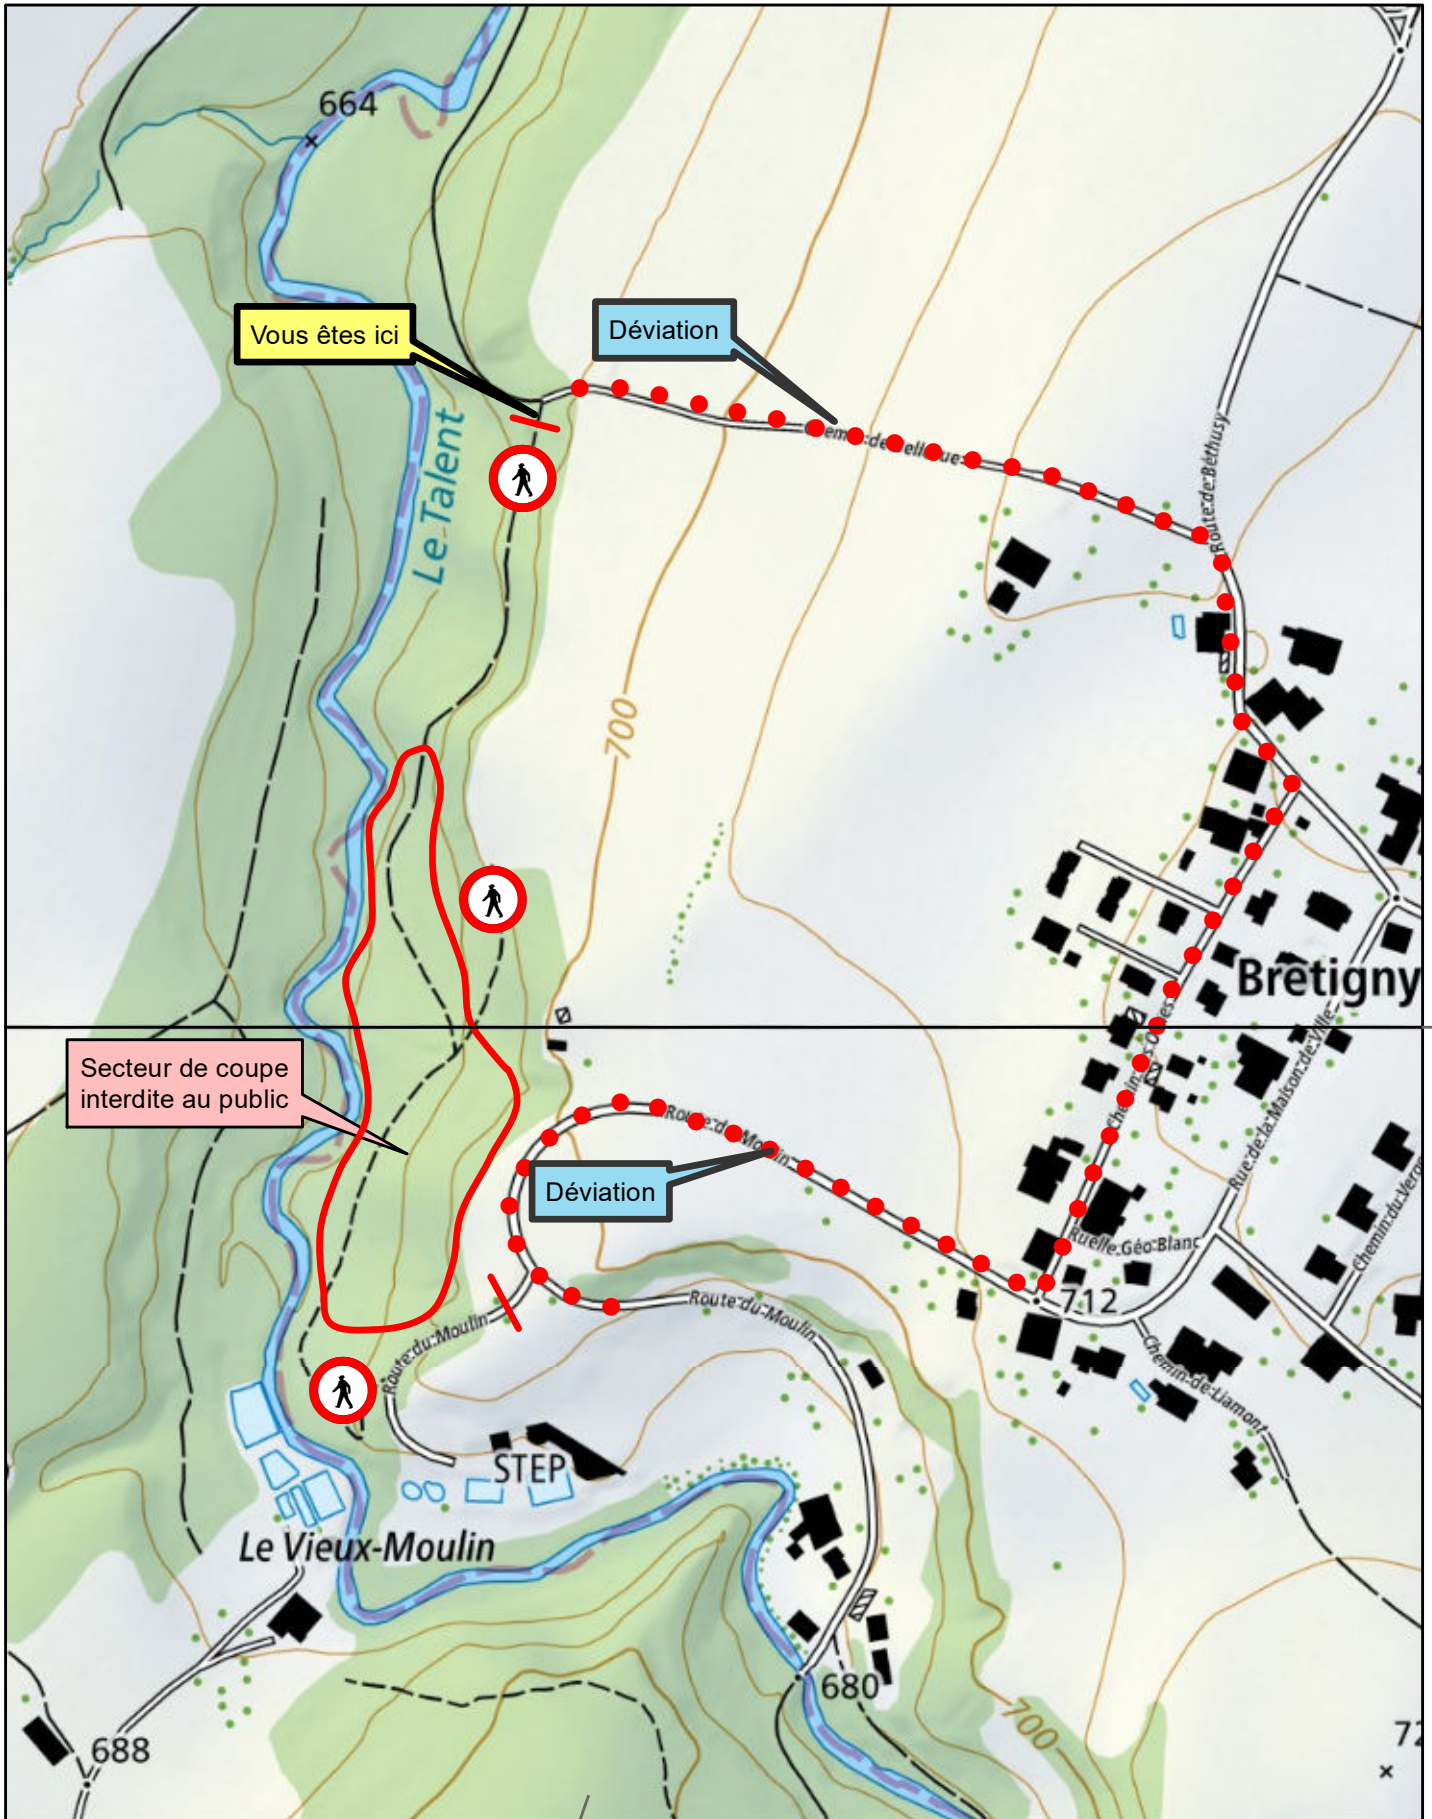 664
Vous êtes ici
Déviation
Le Talent
Route de Béthusy
700
Bretigny
Secteur de coupe
interdite au public
Route du Moulin
Déviation
Rue de la Maison de Ville
Ruelle Géo Blanc
712
Route du Moulin
Route du Moulin
Chemin de Liamont
STEP
Le Vieux-Moulin
680
700
688